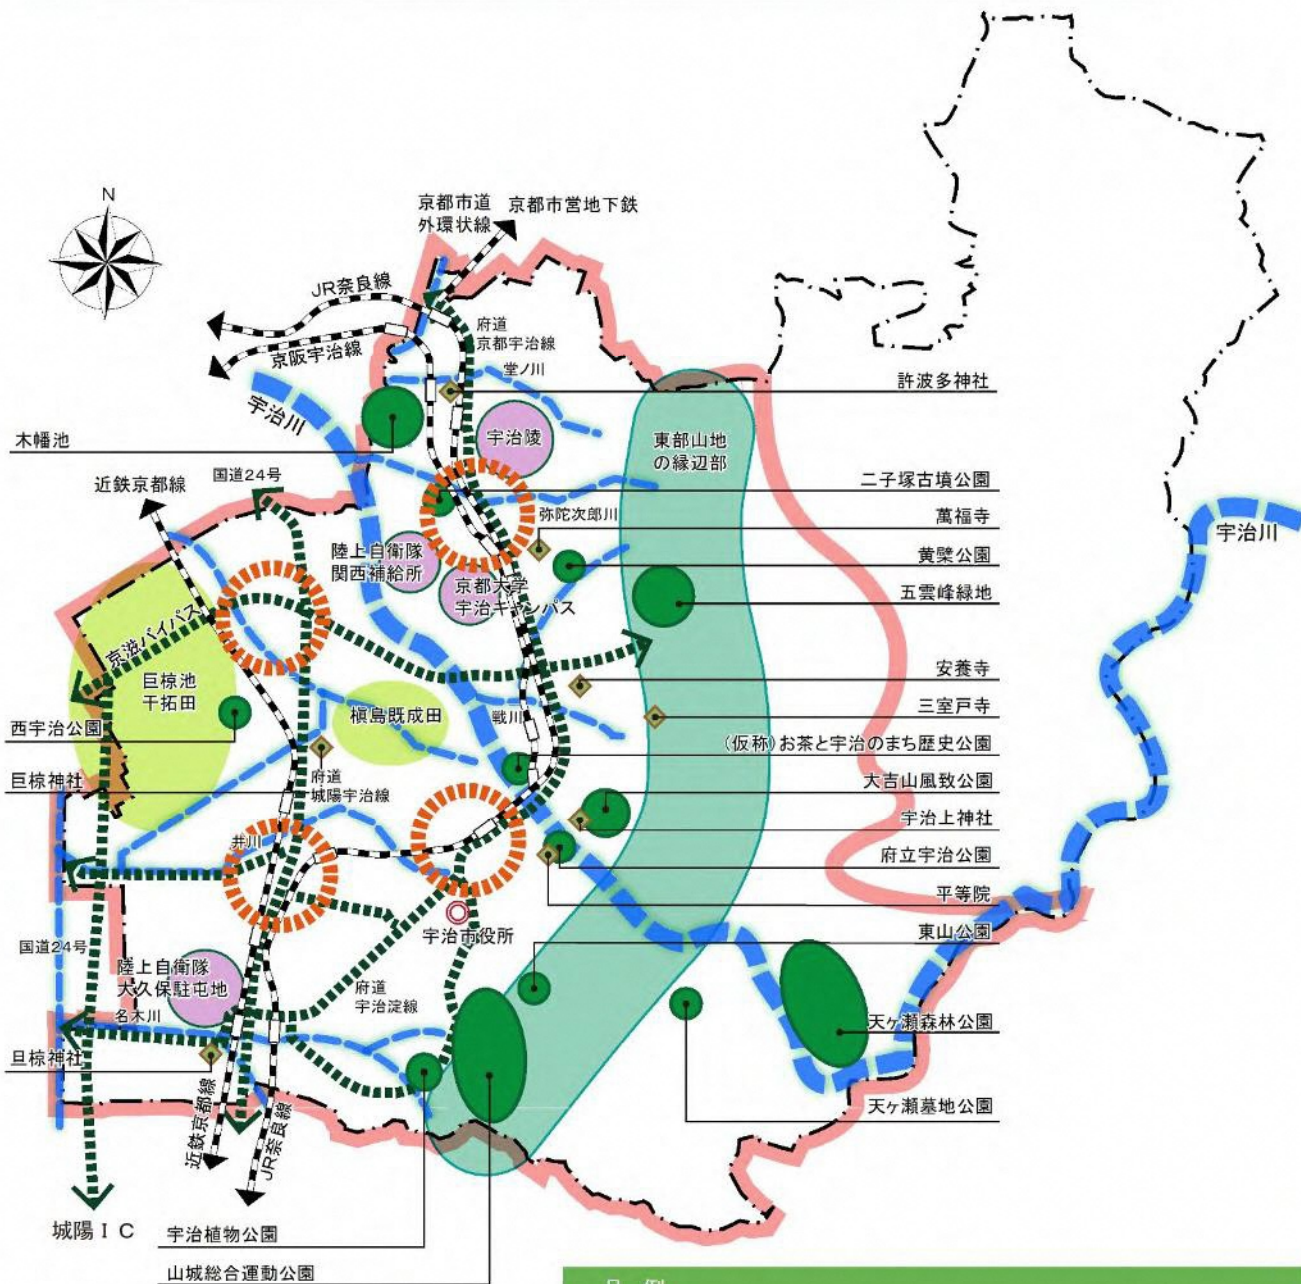 N
京都市道
外環状線
京都市営地下鉄
JR奈良線
京阪宇治線
府道
京都宇治線
堂ノ川
許波多神社
宇治川
宇治陵
東部山地
の縁辺部
木幡池
近鉄京都線
国道24号
二子塚古墳公園
弥陀次郎川
萬福寺
宇治川
陸上自衛隊
関西補給所
黄檗公園
京都大学
宇治キャンパス
五雲峰緑地
京滋バイパス
巨椋池
干拓田
安養寺
槇島既成田
戦川
三室戸寺
西宇治公園
(仮称)お茶と宇治のまち歴史公園
巨椋神社
府道
城陽宇治線
大吉山風致公園
宇治上神社
井川
府立宇治公園
平等院
国道24号
宇治市役所
東山公園
陸上自衛隊
大久保駐屯地
府道
宇治淀線
名木川
天ヶ瀬森林公園
旦椋神社
天ヶ瀬墓地公園
近鉄京都線
JR奈良線
城陽IC
宇治植物公園
山城総合運動公園
凡例